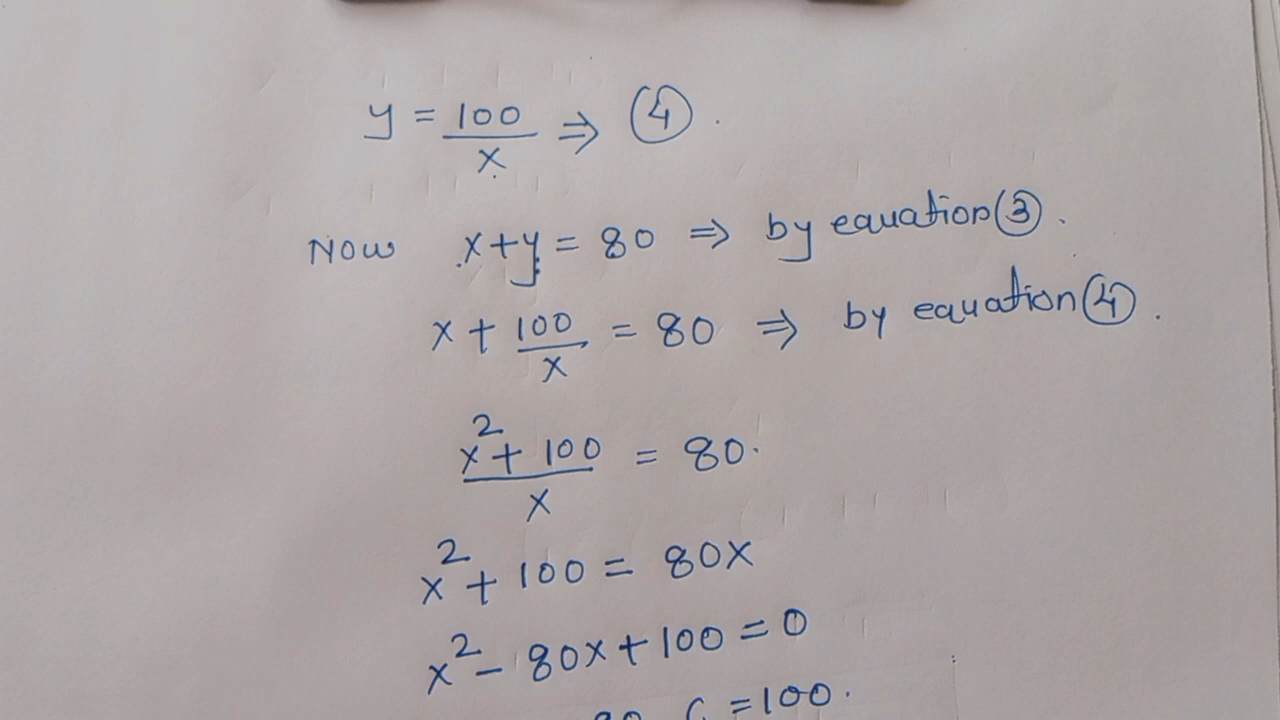 y = 100/x ⇒ ④.
Now x+y = 80 ⇒ by equation ③.
x + 100/x = 80 ⇒ by equation ④.
x² + 100/x = 80.
x² + 100 = 80x
x² - 80x + 100 = 0
80 C = 100.